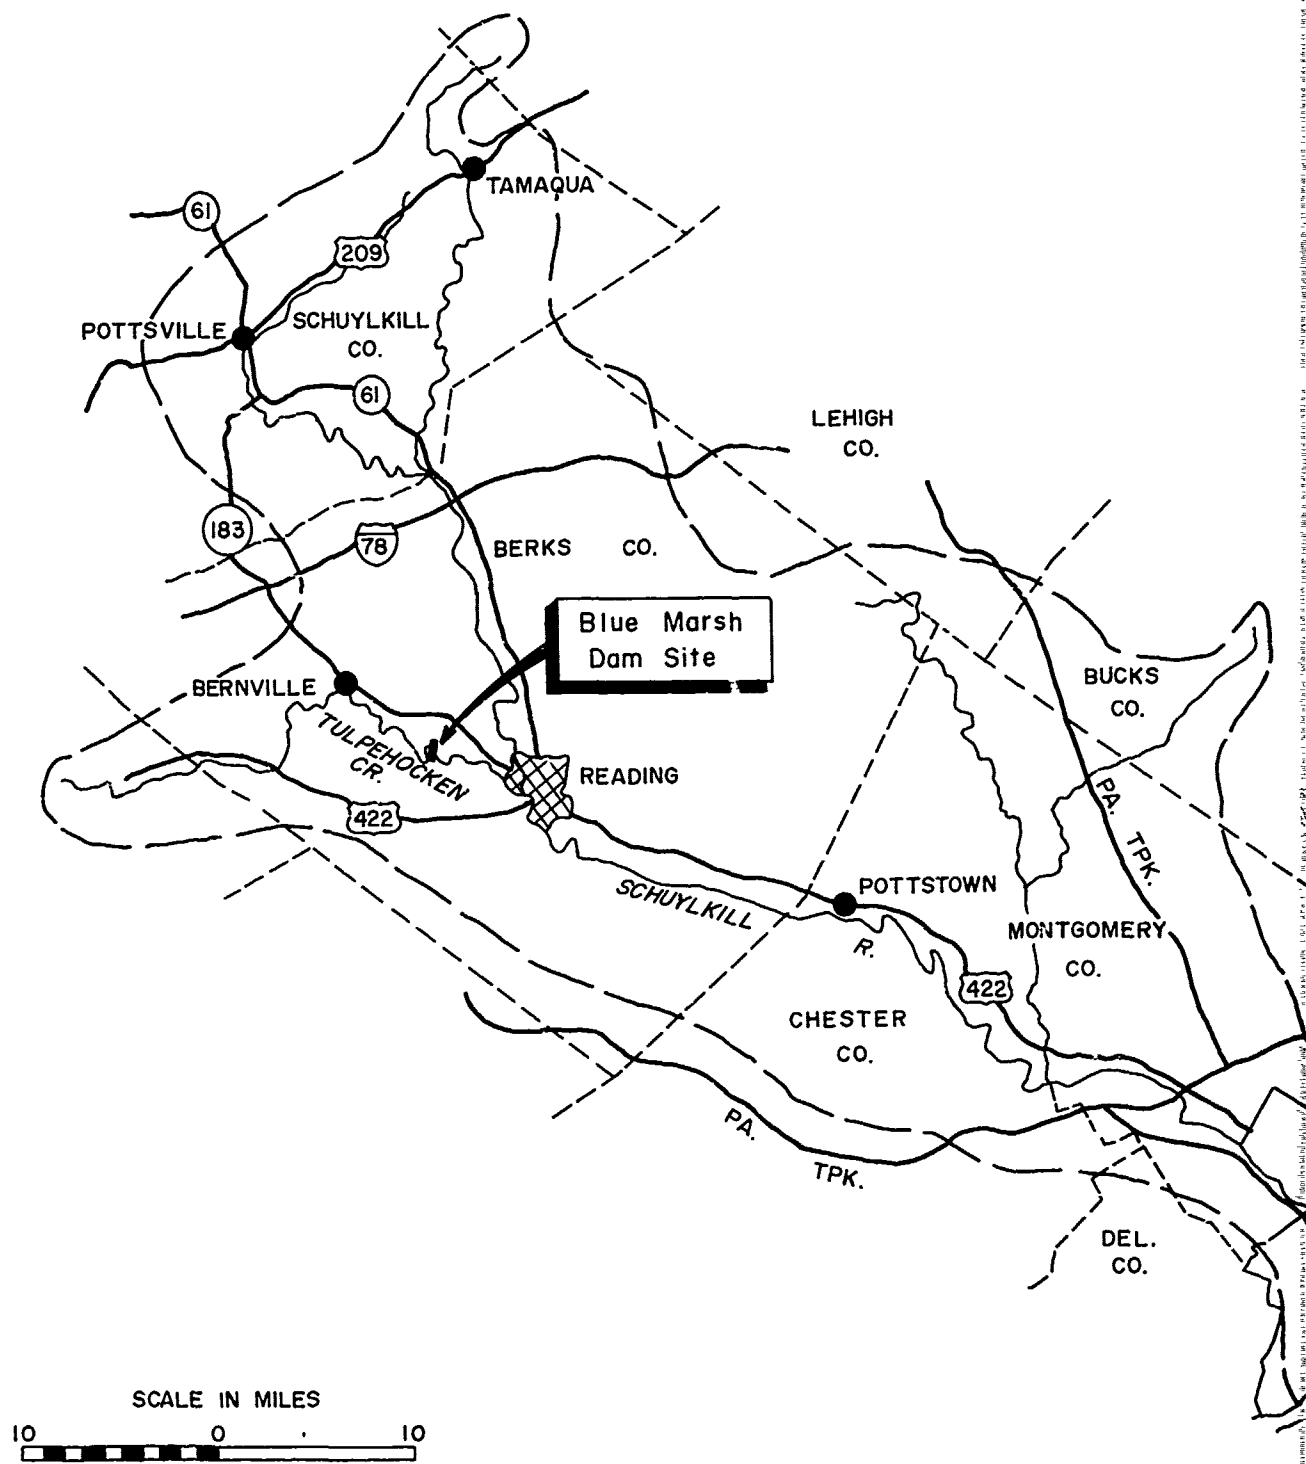 TAMAQUA
61
209
POTTSVILLE
SCHUYLKILL
CO.
61
LEHIGH
CO.
183
78
BERKS CO.
Blue Marsh
Dam Site
BERNVILLE
BUCKS
CO.
TULPEHOCKEN
CR.
READING
422
PA. TPK.
POTTSTOWN
SCHUYLKILL
R.
MONTGOMERY
CO.
422
CHESTER
CO.
PA.
TPK.
DEL.
CO.
SCALE IN MILES
10 0 10